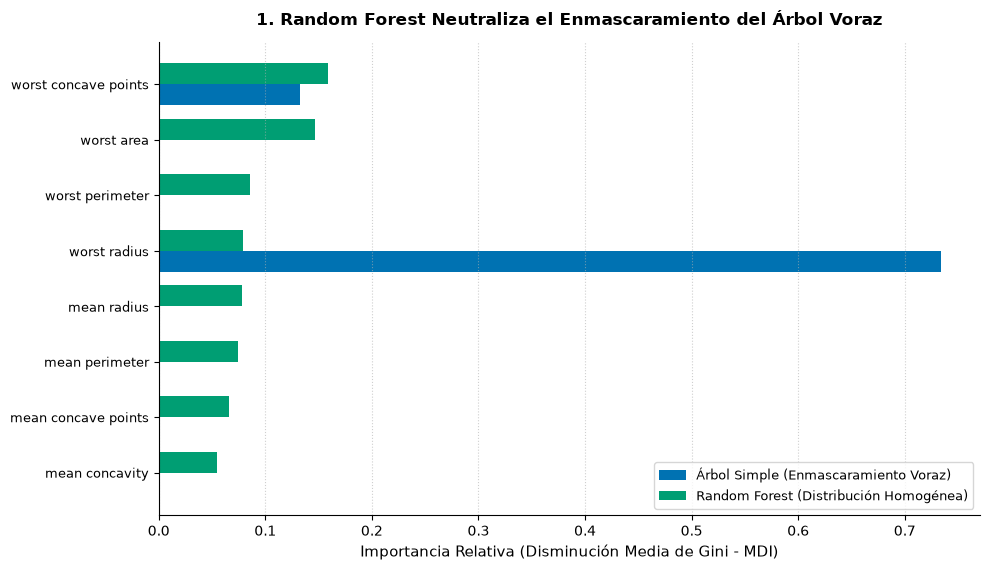 1. Random Forest Neutraliza el Enmascaramiento del Árbol Voraz
worst concave points
worst area
worst perimeter
worst radius
mean radius
mean perimeter
mean concave points
mean concavity
Árbol Simple (Enmascaramiento Voraz)
Random Forest (Distribución Homogénea)
0.0 0.1 0.2 0.3 0.4 0.5 0.6 0.7
Importancia Relativa (Disminución Media de Gini - MDI)